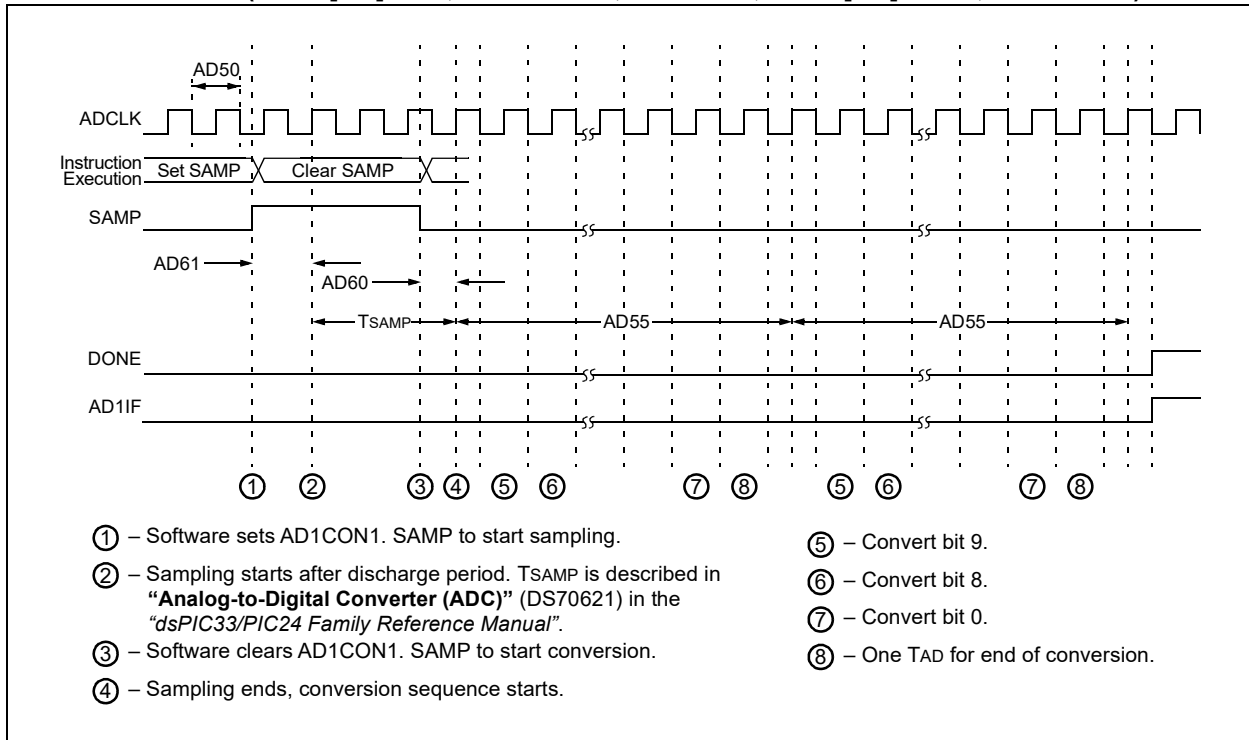 AD50
ADCLK
Instruction
Execution
Set SAMP
Clear SAMP
SAMP
AD61
AD60
TSAMP
AD55
AD55
DONE
AD1IF
1 2 3 4 5 6 7 8 5 6 7 8
1 – Software sets AD1CON1. SAMP to start sampling.
2 – Sampling starts after discharge period. TSAMP is described in
“Analog-to-Digital Converter (ADC)” (DS70621) in the
“dsPIC33/PIC24 Family Reference Manual”.
3 – Software clears AD1CON1. SAMP to start conversion.
4 – Sampling ends, conversion sequence starts.
5 – Convert bit 9.
6 – Convert bit 8.
7 – Convert bit 0.
8 – One TAD for end of conversion.